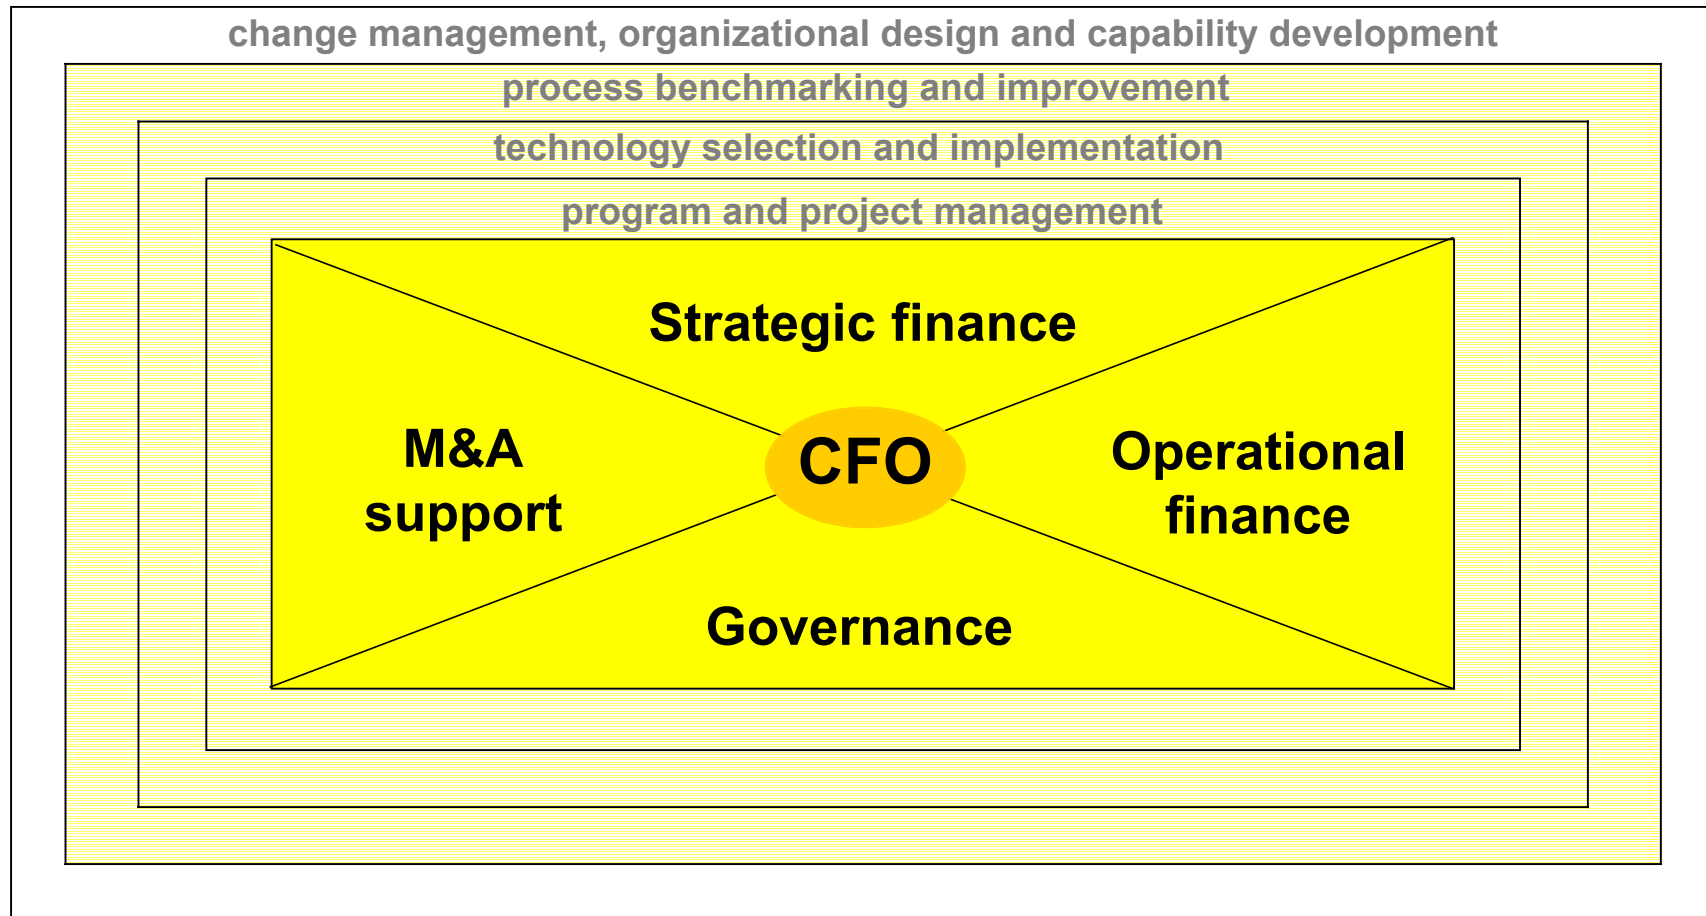 change management, organizational design and capability development
process benchmarking and improvement
technology selection and implementation
program and project management
Strategic finance
M&A
support
CFO
Operational
finance
Governance